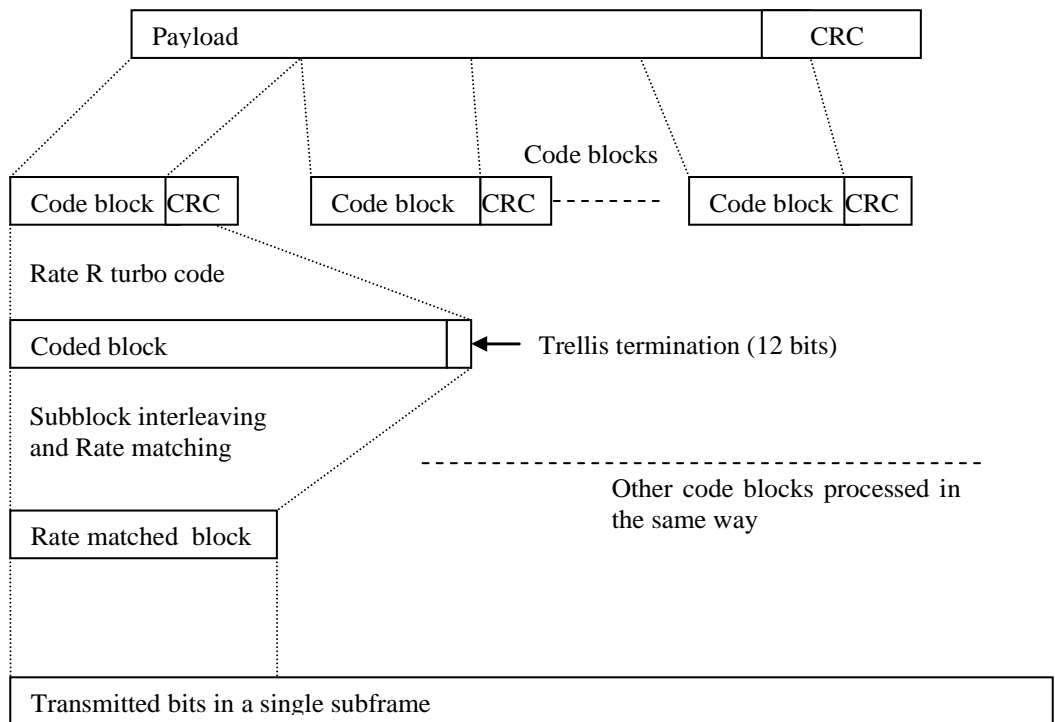 Payload
CRC
Code blocks
Code block
CRC
Code block
CRC
Code block
CRC
Rate R turbo code
Coded block
Trellis termination (12 bits)
Subblock interleaving
and Rate matching
Other code blocks processed in
the same way
Rate matched block
Transmitted bits in a single subframe